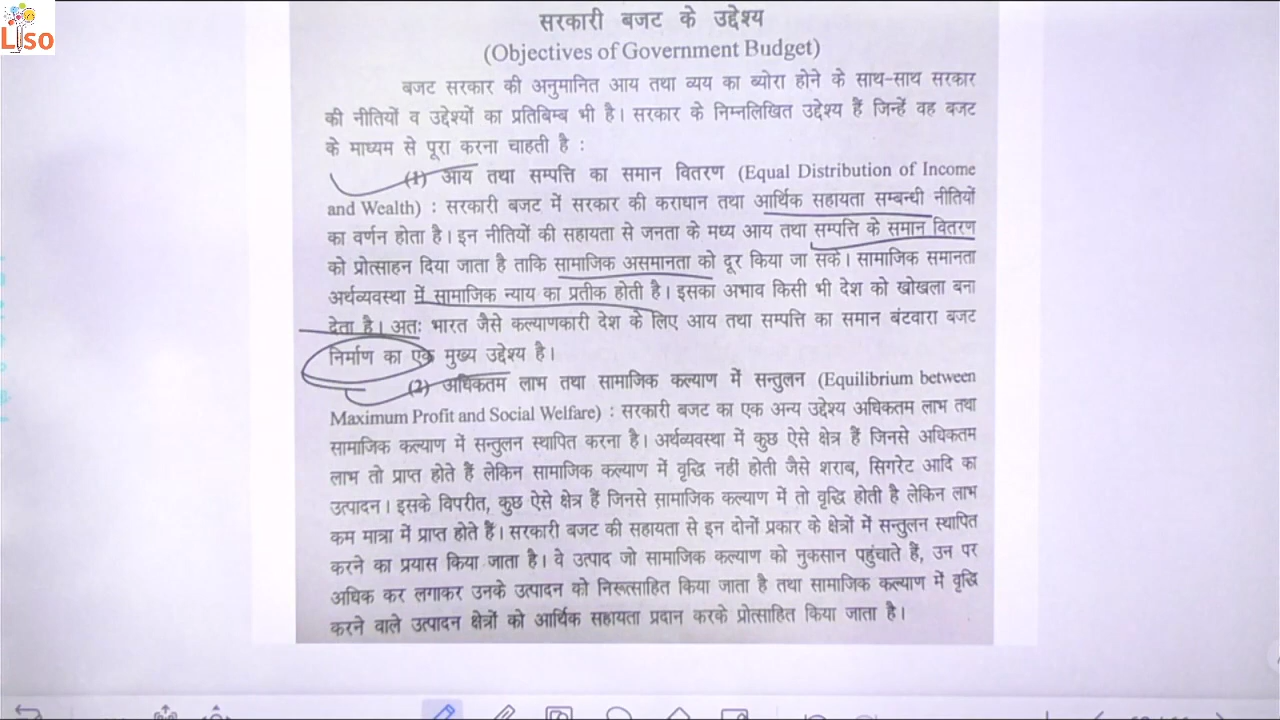 Liso
सरकारी बजट के उद्देश्य
(Objectives of Government Budget)
बजट सरकार की अनुमानित आय तथा व्यय का ब्योरा होने के साथ-साथ सरकार
की नीतियों व उद्देश्यों का प्रतिबिम्ब भी है। सरकार के निम्नलिखित उद्देश्य हैं जिन्हें वह बजट
के माध्यम से पूरा करना चाहती है :
(1) आय तथा सम्पत्ति का समान वितरण (Equal Distribution of Income
and Wealth) : सरकारी बजट में सरकार की कराधान तथा आर्थिक सहायता सम्बन्धी नीतियों
का वर्णन होता है। इन नीतियों की सहायता से जनता के मध्य आय तथा सम्पत्ति के समान वितरण
को प्रोत्साहन दिया जाता है ताकि सामाजिक असमानता को दूर किया जा सके। सामाजिक समानता
अर्थव्यवस्था में सामाजिक न्याय का प्रतीक होती है। इसका अभाव किसी भी देश को खोखला बना
देता है। अतः भारत जैसे कल्याणकारी देश के लिए आय तथा सम्पत्ति का समान बंटवारा बजट
निर्माण का एक मुख्य उद्देश्य है।
(2) अधिकतम लाभ तथा सामाजिक कल्याण में सन्तुलन (Equilibrium between
Maximum Profit and Social Welfare) : सरकारी बजट का एक अन्य उद्देश्य अधिकतम लाभ तथा
सामाजिक कल्याण में सन्तुलन स्थापित करना है। अर्थव्यवस्था में कुछ ऐसे क्षेत्र हैं जिनसे अधिकतम
लाभ तो प्राप्त होते हैं लेकिन सामाजिक कल्याण में वृद्धि नहीं होती जैसे शराब, सिगरेट आदि का
उत्पादन। इसके विपरीत, कुछ ऐसे क्षेत्र हैं जिनसे सामाजिक कल्याण में तो वृद्धि होती है लेकिन लाभ
कम मात्रा में प्राप्त होते हैं। सरकारी बजट की सहायता से इन दोनों प्रकार के क्षेत्रों में सन्तुलन स्थापित
करने का प्रयास किया जाता है। वे उत्पाद जो सामाजिक कल्याण को नुकसान पहुंचाते हैं, उन पर
अधिक कर लगाकर उनके उत्पादन को निरूत्साहित किया जाता है तथा सामाजिक कल्याण में वृद्धि
करने वाले उत्पादन क्षेत्रों को आर्थिक सहायता प्रदान करके प्रोत्साहित किया जाता है।